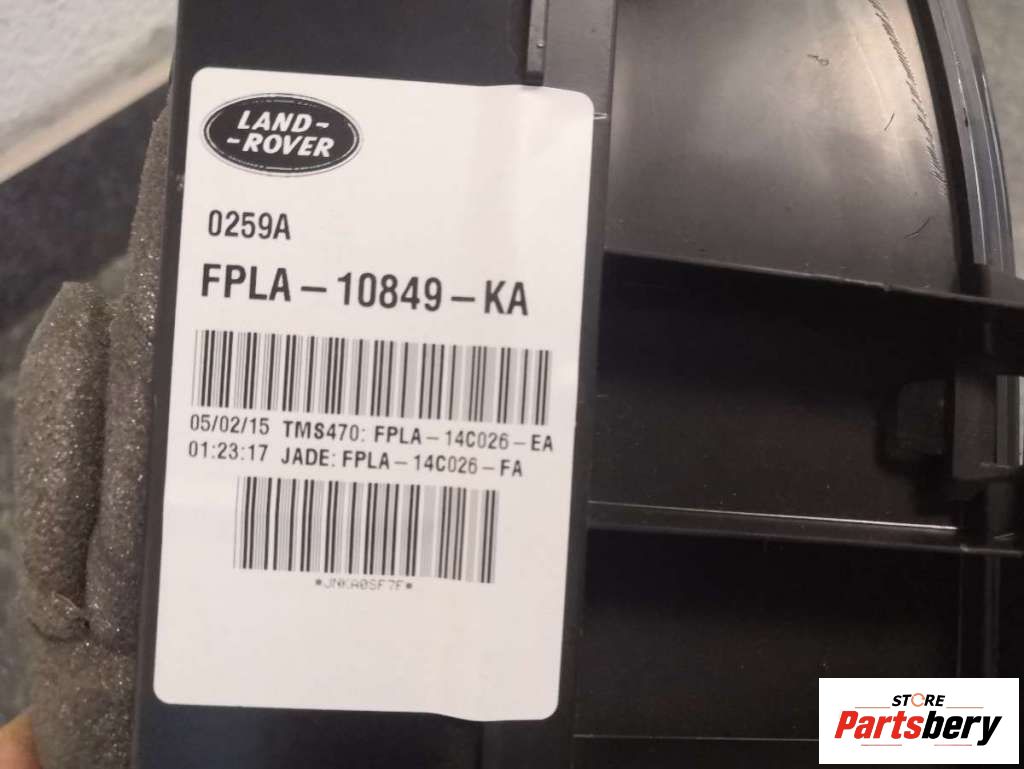 LAND-
-ROVER
0259A
FPLA-10849-KA
05/02/15 TMS470: FPLA-14C026-EA
01:23:17 JADE: FPLA-14C026-FA
*JNKA0SF7F*
STORE
Partsbery